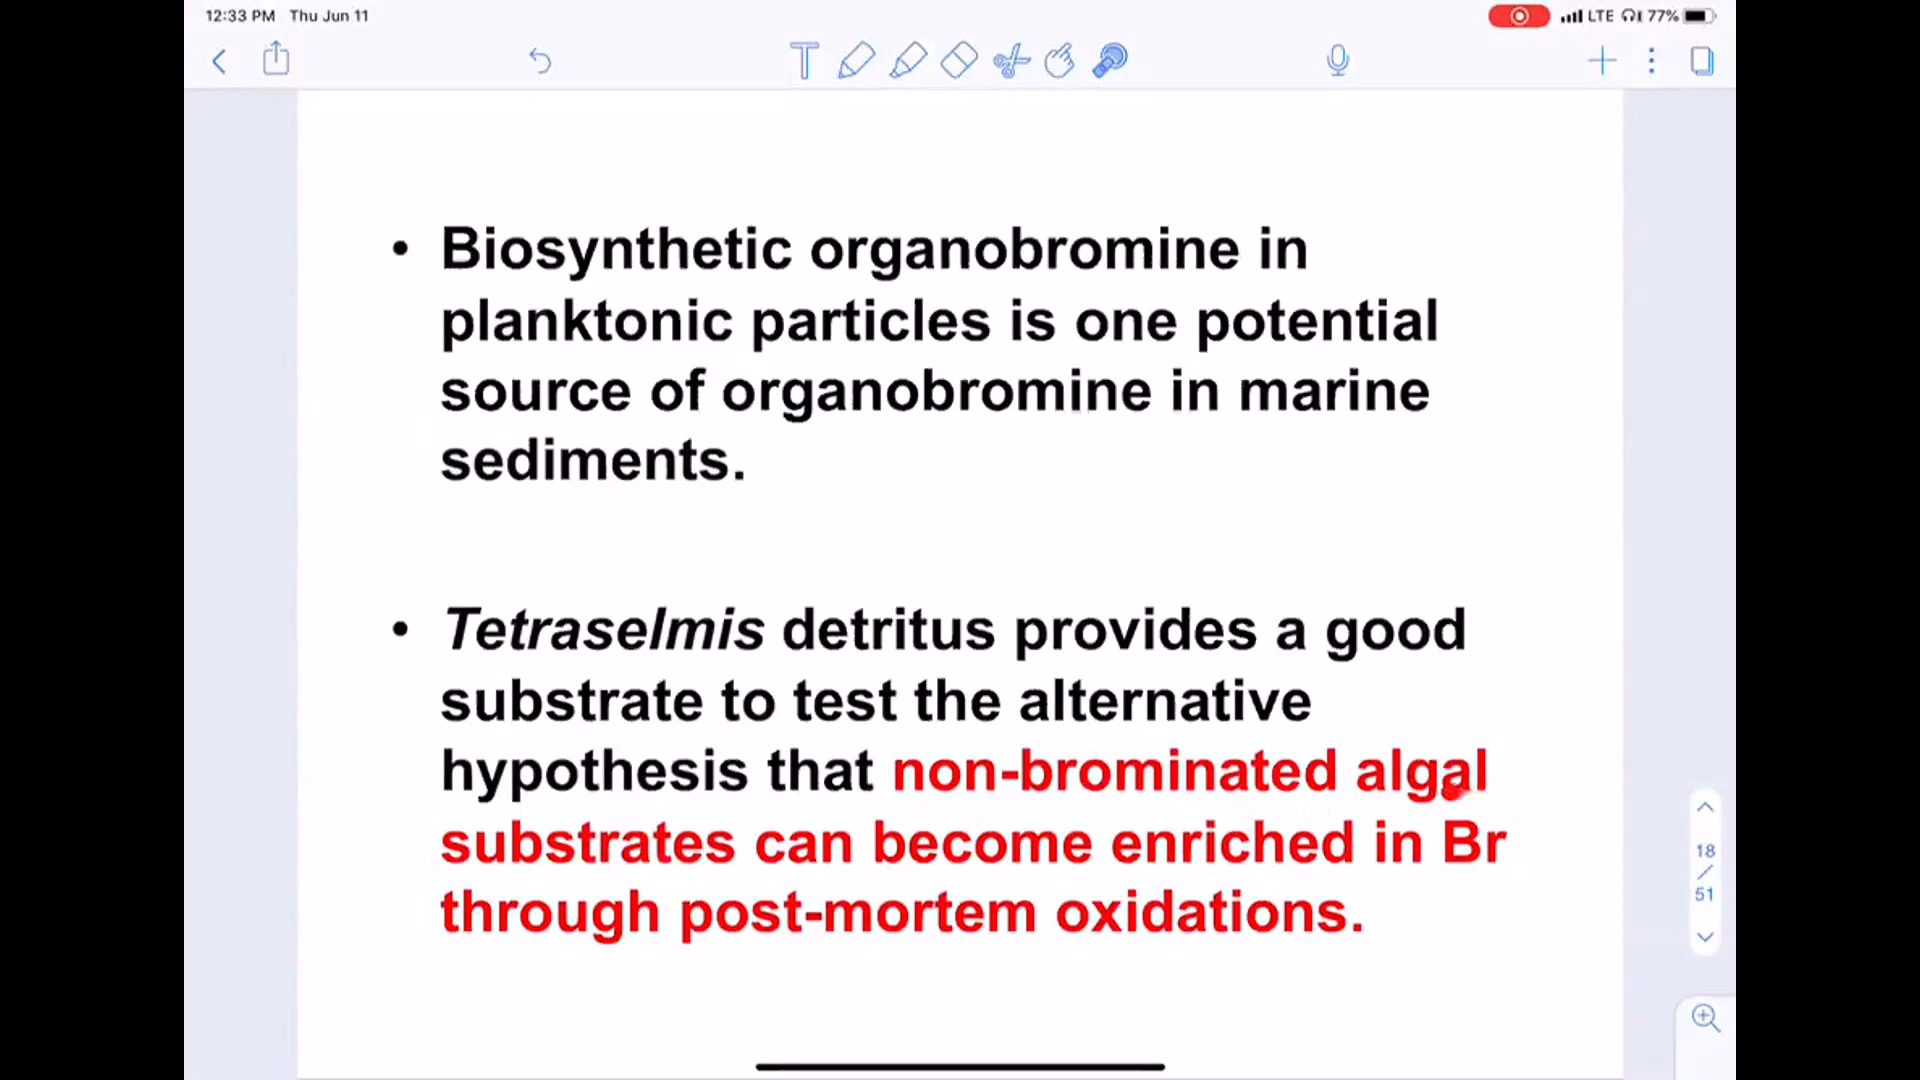 12:33 PM Thu Jun 11
LTE 77%
• Biosynthetic organobromine in
planktonic particles is one potential
source of organobromine in marine
sediments.
• Tetraselmis detritus provides a good
substrate to test the alternative
hypothesis that non-brominated algal
substrates can become enriched in Br
through post-mortem oxidations.
18
/
51